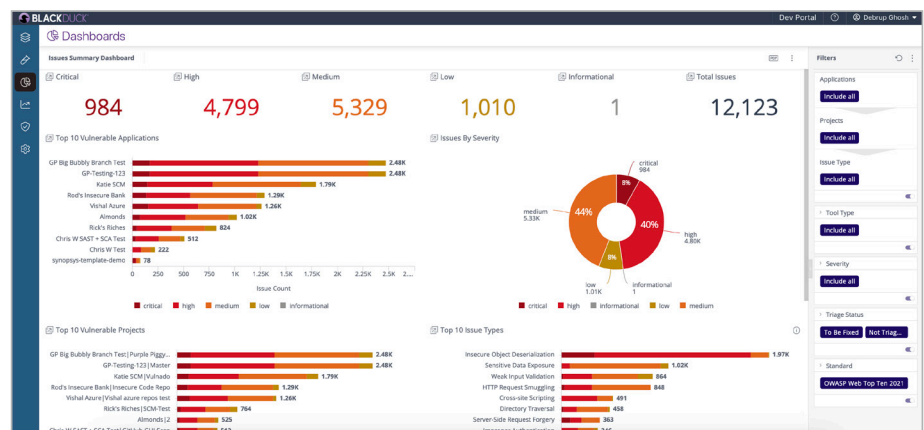 BLACKDUCK
Dev Portal
Debrup Ghosh
Dashboards
Issues Summary Dashboard
PDF
Critical
High
Medium
Low
Informational
Total Issues
984
4,799
5,329
1,010
1
12,123
Top 10 Vulnerable Applications
GP Big Bubbly Branch Test
2.48K
GP-Testing-123
2.48K
Katie SCM
1.79K
Rod's Insecure Bank
1.29K
Vishal Azure
1.26K
Almonds
1.02K
Rick's Riches
824
Chris W SAST + SCA Test
512
Chris W Test
222
synopsys-template-demo
78
0 250 500 750 1K 1.25K 1.5K 1.75K 2K 2.25K 2.5K 2...
Issue Count
critical high medium low informational
Issues By Severity
critical
984
8%
medium
5.33K
44%
40%
high
4.80K
8%
low
1.01K
informational
1
critical high informational low medium
Top 10 Vulnerable Projects
GP Big Bubbly Branch Test|Purple Piggy...
2.48K
GP-Testing-123|Master
2.48K
Katie SCM|Vulnado
1.79K
Rod's Insecure Bank|Insecure Code Repo
1.29K
Vishal Azure|Vishal azure repos test
1.26K
Rick's Riches|SCM-Test
764
Almonds|2
525
Top 10 Issue Types
Insecure Object Deserialization
1.97K
Sensitive Data Exposure
1.02K
Weak Input Validation
864
HTTP Request Smuggling
848
Cross-site Scripting
491
Directory Traversal
458
Server-Side Request Forgery
363
Filters
Applications
Include all
Projects
Include all
Issue Type
Include all
Tool Type
Include all
Severity
Include all
Triage Status
To Be Fixed Not Triag...
Standard
OWASP Web Top Ten 2021